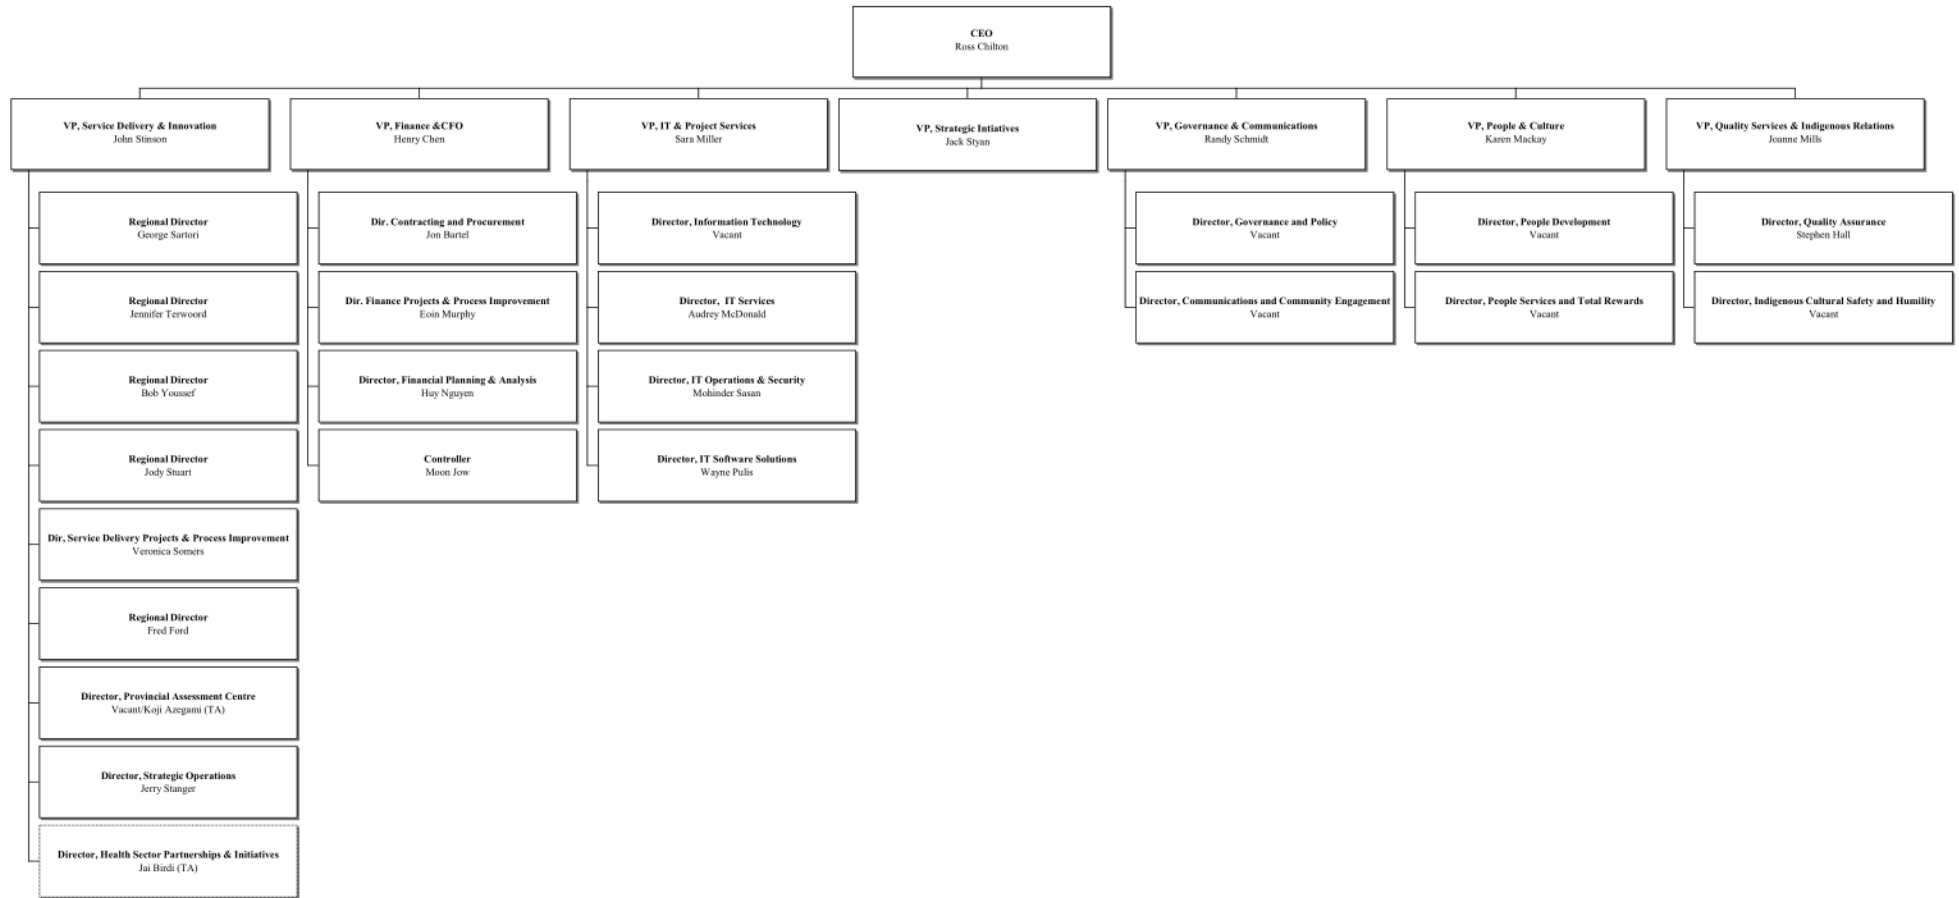 CEO
Ross Chilton
VP, Service Delivery & Innovation
John Stinson
VP, Finance &CFO
Henry Chen
VP, IT & Project Services
Sara Miller
VP, Strategic Intiatives
Jack Styan
VP, Governance & Communications
Randy Schmidt
VP, People & Culture
Karen Mackay
VP, Quality Services & Indigenous Relations
Joanne Mills
Regional Director
George Sartori
Regional Director
Jennifer Terwoord
Regional Director
Bob Youssef
Regional Director
Jody Stuart
Dir, Service Delivery Projects & Process Improvement
Veronica Somers
Regional Director
Fred Ford
Director, Provincial Assessment Centre
Vacant/Koji Azegami (TA)
Director, Strategic Operations
Jerry Stanger
Director, Health Sector Partnerships & Initiatives
Jai Birdi (TA)
Dir. Contracting and Procurement
Jon Bartel
Dir. Finance Projects & Process Improvement
Eoin Murphy
Director, Financial Planning & Analysis
Huy Nguyen
Controller
Moon Jow
Director, Information Technology
Vacant
Director, IT Services
Audrey McDonald
Director, IT Operations & Security
Mohinder Sasan
Director, IT Software Solutions
Wayne Pulis
Director, Governance and Policy
Vacant
Director, Communications and Community Engagement
Vacant
Director, People Development
Vacant
Director, People Services and Total Rewards
Vacant
Director, Quality Assurance
Stephen Hall
Director, Indigenous Cultural Safety and Humility
Vacant